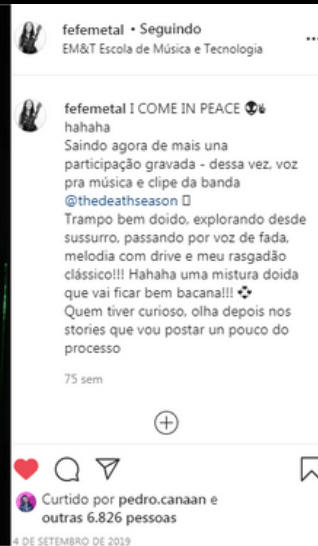 fefemetal • Seguindo
EM&T Escola de Música e Tecnologia
...
fefemetal I COME IN PEACE 👽🤘
hahaha
Saindo agora de mais una
participação gravada - dessa vez, voz
pra música e clipe da banda
@thedeathseason
Trampo bem doido, explorando desde
sussurro, passando por voz de fada,
melodia com drive e meu rasgadão
clássico!!! Hahaha uma mistura doida
que vai ficar bem bacana!!!
Quem tiver curioso, olha depois nos
stories que vou postar un pouco do
processo
75 sem
Curtido por pedro.canaan e
outras 6.826 pessoas
4 DE SETEMBRO DE 2019